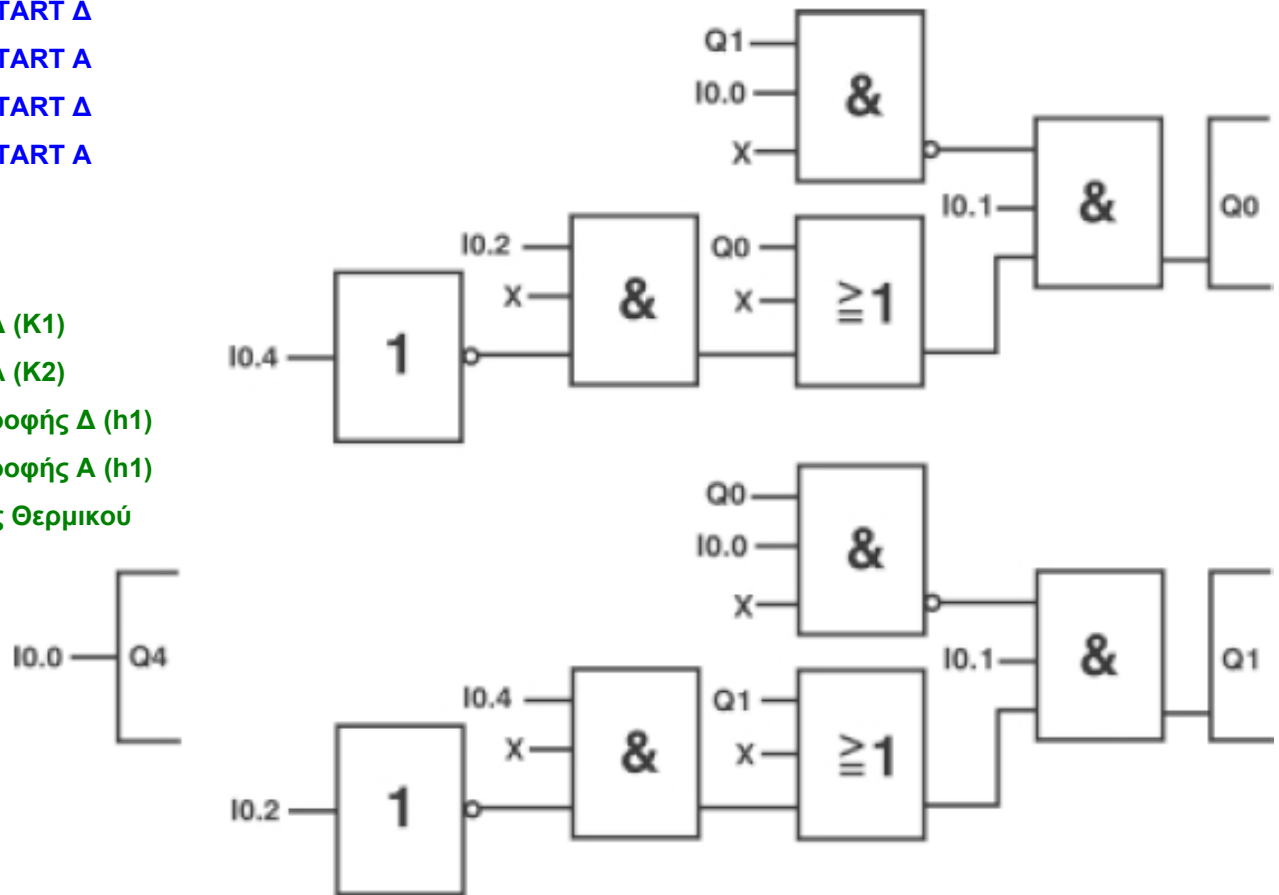 TART Δ
TART A
TART Δ
TART A
Δ (K1)
A (K2)
ροφής Δ (h1)
ροφής A (h1)
ς Θερμικού
Q1
I0.0
&
X
I0.1
&
Q0
I0.2
X
&
Q0
X
≧1
I0.4
1
Q0
I0.0
&
X
I0.1
&
Q1
I0.0
Q4
I0.4
X
&
Q1
X
≧1
I0.2
1